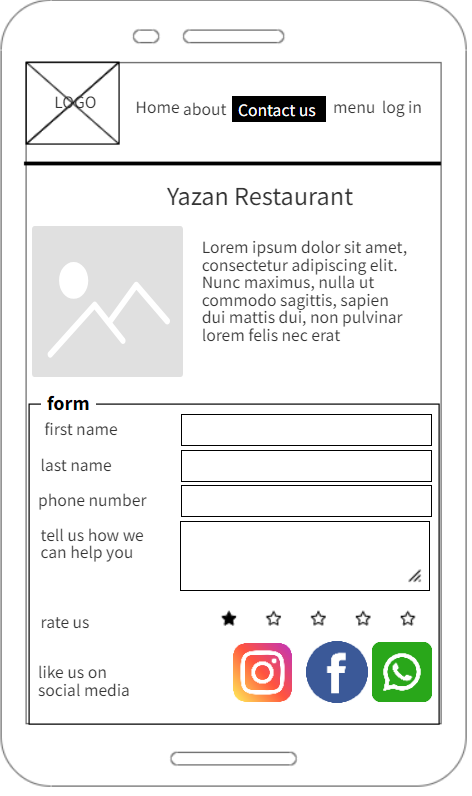 LOGO
Home about Contact us menu log in
Yazan Restaurant
Lorem ipsum dolor sit amet,
consectetur adipiscing elit.
Nunc maximus, nulla ut
commodo sagittis, sapien
dui mattis dui, non pulvinar
lorem felis nec erat
form
first name
last name
phone number
tell us how we
can help you
rate us
like us on
social media